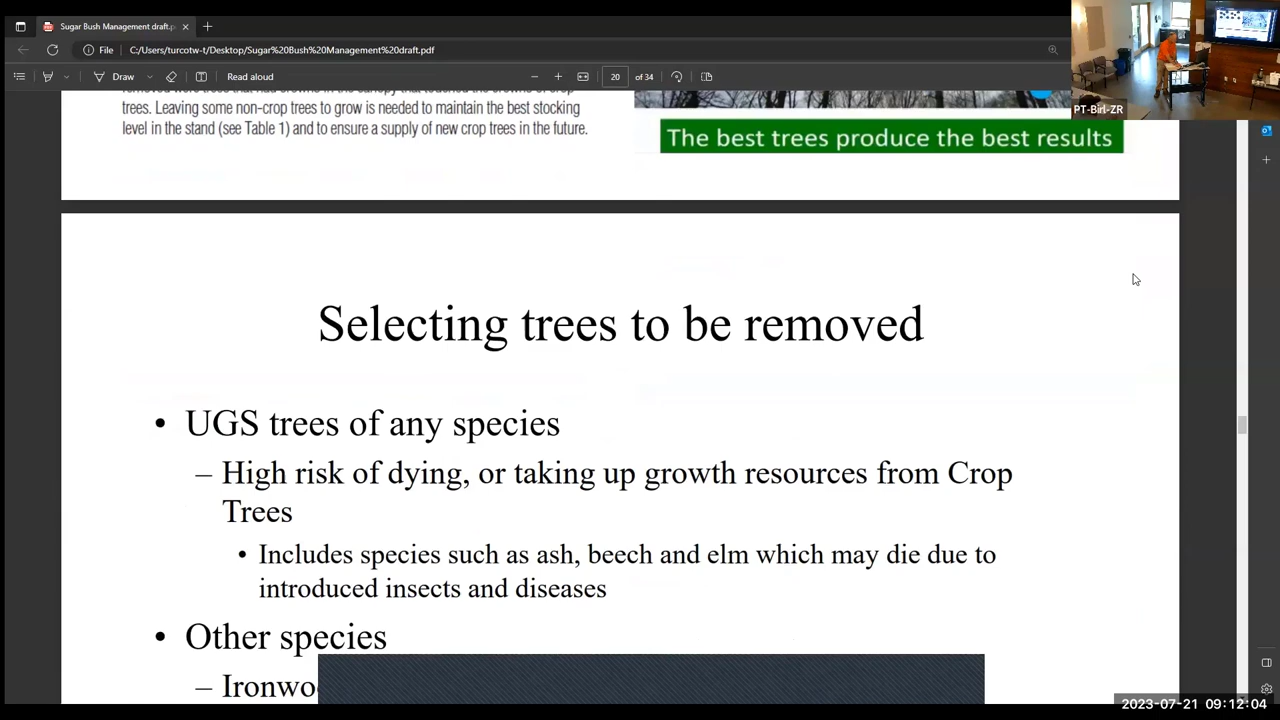 Sugar Bush Management draft.p
File
C:/Users/turcotw-t/Desktop/Sugar%20Bush%20Management%20draft.pdf
Draw
Read aloud
20
of 34
PT-Birl-ZR
trees. Leaving some non-crop trees to grow is needed to maintain the best stocking
level in the stand (see Table 1) and to ensure a supply of new crop trees in the future.
The best trees produce the best results
Selecting trees to be removed
• UGS trees of any species
– High risk of dying, or taking up growth resources from Crop
Trees
• Includes species such as ash, beech and elm which may die due to
introduced insects and diseases
• Other species
– Ironwo
2023-07-21 09:12:04